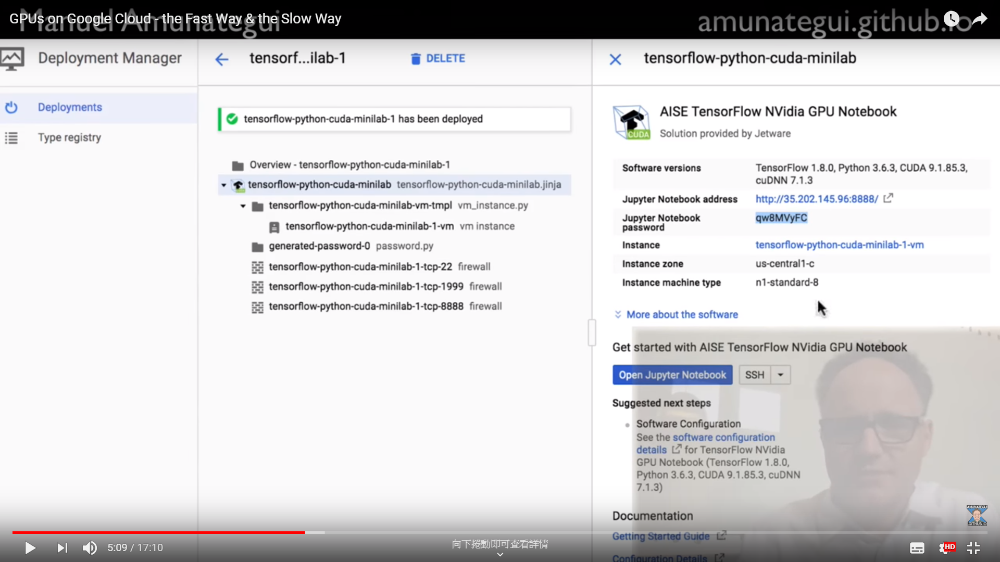 GPUs on Google Cloud - the Fast Way & the Slow Way
Manuel Amunategui
amunategui.github.io
Deployment Manager
tensorf...ilab-1
DELETE
tensorflow-python-cuda-minilab
Deployments
Type registry
tensorflow-python-cuda-minilab-1 has been deployed
Overview - tensorflow-python-cuda-minilab-1
tensorflow-python-cuda-minilab tensorflow-python-cuda-minilab.jinja
tensorflow-python-cuda-minilab-vm-tmpl vm_instance.py
tensorflow-python-cuda-minilab-1-vm vm instance
generated-password-0 password.py
tensorflow-python-cuda-minilab-1-tcp-22 firewall
tensorflow-python-cuda-minilab-1-tcp-1999 firewall
tensorflow-python-cuda-minilab-1-tcp-8888 firewall
CUDA
AISE TensorFlow NVidia GPU Notebook
Solution provided by Jetware
Software versions
TensorFlow 1.8.0, Python 3.6.3, CUDA 9.1.85.3,
cuDNN 7.1.3
Jupyter Notebook address
http://35.202.145.96:8888/
Jupyter Notebook
password
qw8MVyFC
Instance
tensorflow-python-cuda-minilab-1-vm
Instance zone
us-central1-c
Instance machine type
n1-standard-8
More about the software
Get started with AISE TensorFlow NVidia GPU Notebook
Open Jupyter Notebook
SSH
Suggested next steps
Software Configuration
See the software configuration
details for TensorFlow NVidia
GPU Notebook (TensorFlow 1.8.0,
Python 3.6.3, CUDA 9.1.85.3, cuDNN
7.1.3)
Documentation
Getting Started Guide
Configuration Details
AMUNATEGUI
.GITHUB.IO
5:09 / 17:10
向下捲動即可查看詳情
HD